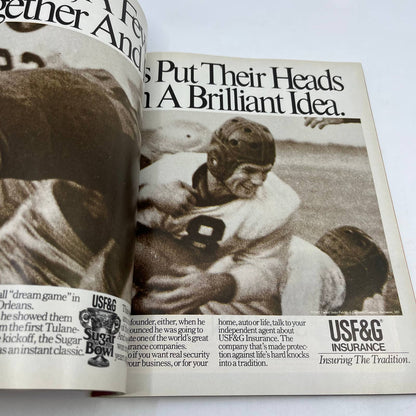 A Few
gether And
s Put Their Heads
n A Brilliant Idea.
8
all "dream game" in
Orleans.
he showed them
m the first Tulane-
e kickoff, the Sugar
as an instant classic.
USF&G
Sugar
Bowl
founder, either, when he
ounced he was going to
te one of the world's great
urance companies.
o if you want real security
your business, or for your
home, auto or life, talk to your
independent agent about
USF&G Insurance. The
company that's made protec-
tion against life's hard knocks
into a tradition.
USF&G
INSURANCE
Insuring The Tradition.